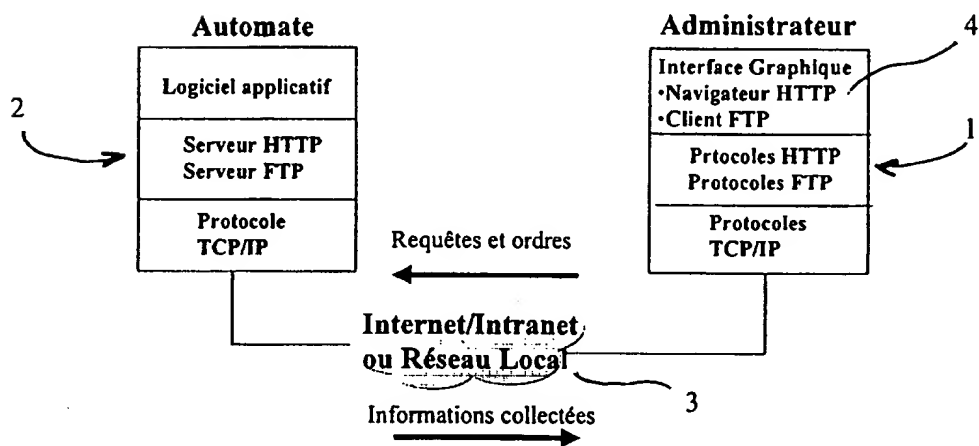 Automate
Logiciel applicatif
Serveur HTTP
Serveur FTP
Protocole
TCP/IP
2
Administrateur
4
Interface Graphique
•Navigateur HTTP
•Client FTP
Prtocoles HTTP
Protocoles FTP
Protocoles
TCP/IP
1
Requêtes et ordres
Internet/Intranet
ou Réseau Local
3
Informations collectées